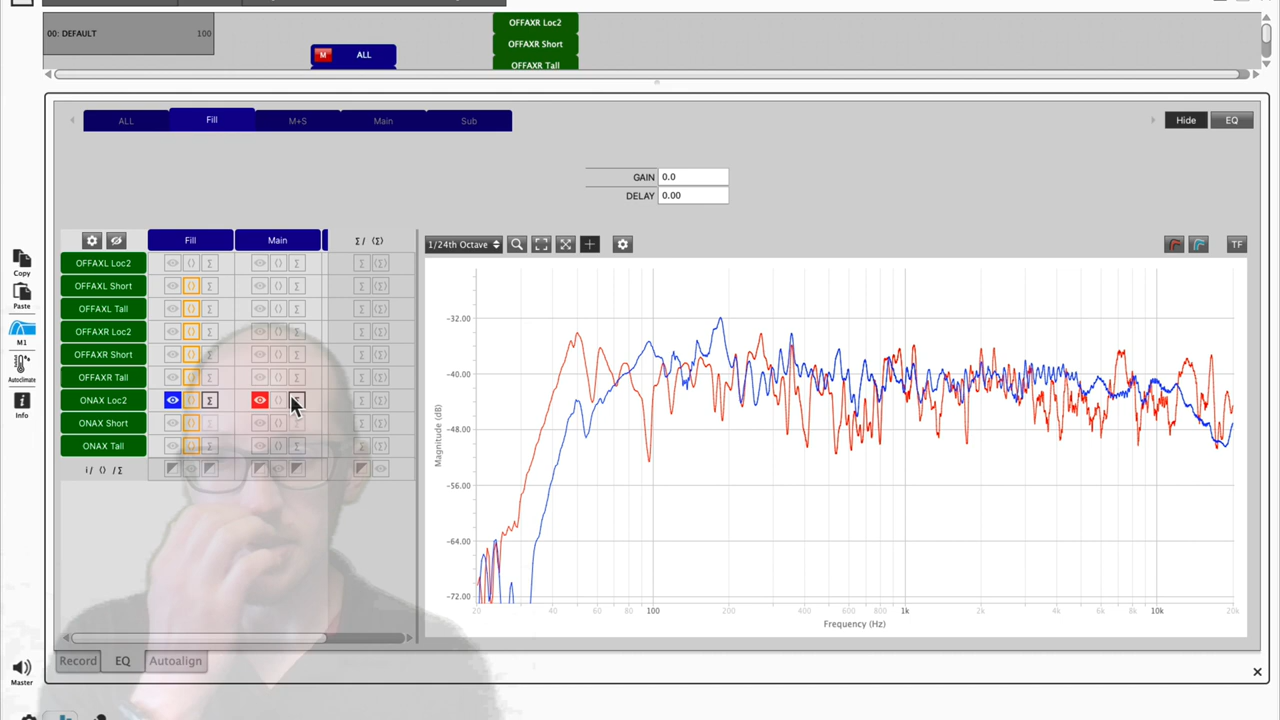 OFFAXR Loc2
00: DEFAULT 100
OFFAXR Short
M ALL
OFFAXR Tall
ALL Fill M+S Main Sub Hide EQ
GAIN 0.0
DELAY 0.00
Fill Main Σ / (Σ) 1/24th Octave TF
OFFAXL Loc2
OFFAXL Short
OFFAXL Tall
OFFAXR Loc2
OFFAXR Short
OFFAXR Tall
ONAX Loc2
ONAX Short
ONAX Tall
i / () / Σ
Copy
Paste
M1
Autoclimate
Info
Master
-32.00
-40.00
-48.00
-56.00
-64.00
-72.00
Magnitude (dB)
20 40 60 80 100 200 400 600 800 1k 2k 4k 6k 8k 10k 20k
Frequency (Hz)
Record EQ Autoalign